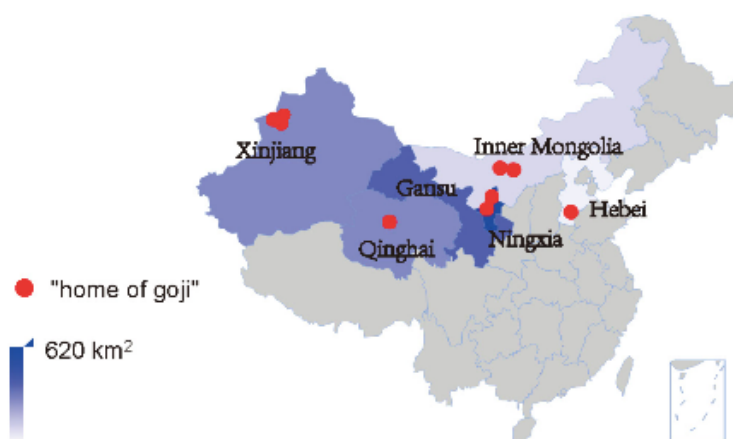 Xinjiang
Inner Mongolia
Gansu
Hebei
Ningxia
Qinghai
"home of goji"
620 km²